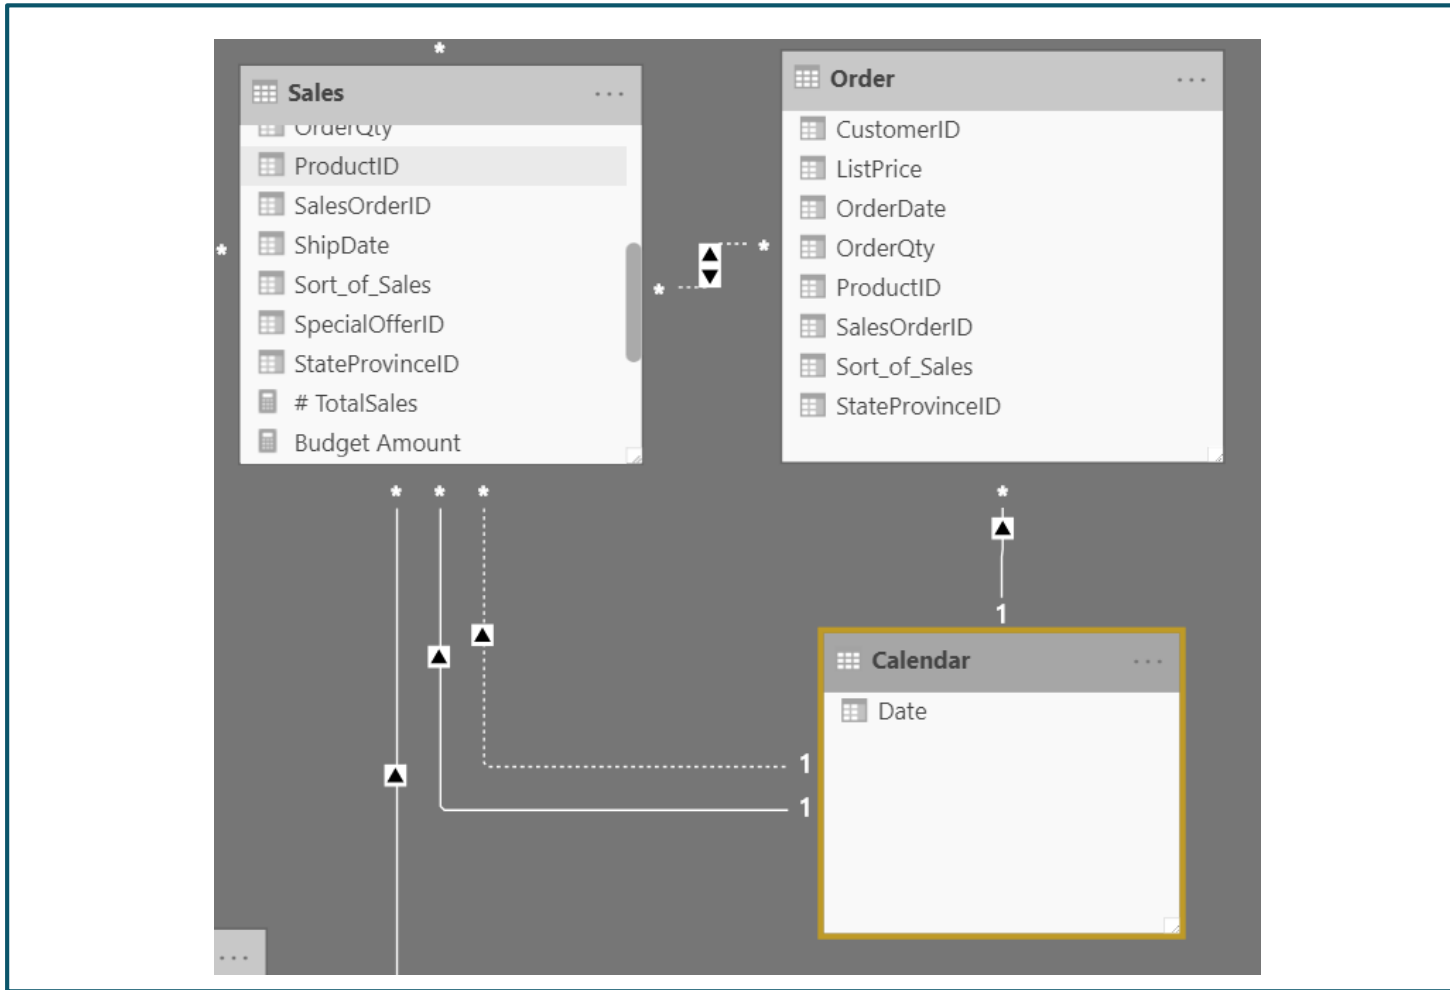 Sales
OrderQty
ProductID
SalesOrderID
ShipDate
Sort_of_Sales
SpecialOfferID
StateProvinceID
# TotalSales
Budget Amount
Order
CustomerID
ListPrice
OrderDate
OrderQty
ProductID
SalesOrderID
Sort_of_Sales
StateProvinceID
*
*
*
*
* * *
*
1
Calendar
Date
1
1